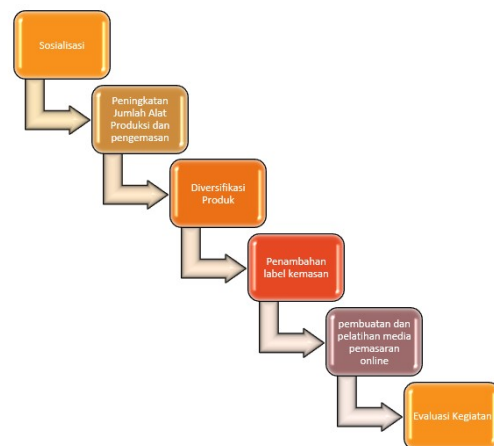 Sosialisasi
Peningkatan
Jumlah Alat
Produksi dan
pengemasan
Diversifikasi
Produk
Penambahan
label kemasan
pembuatan dan
pelatihan media
pemasaran
online
Evaluasi Kegiatan